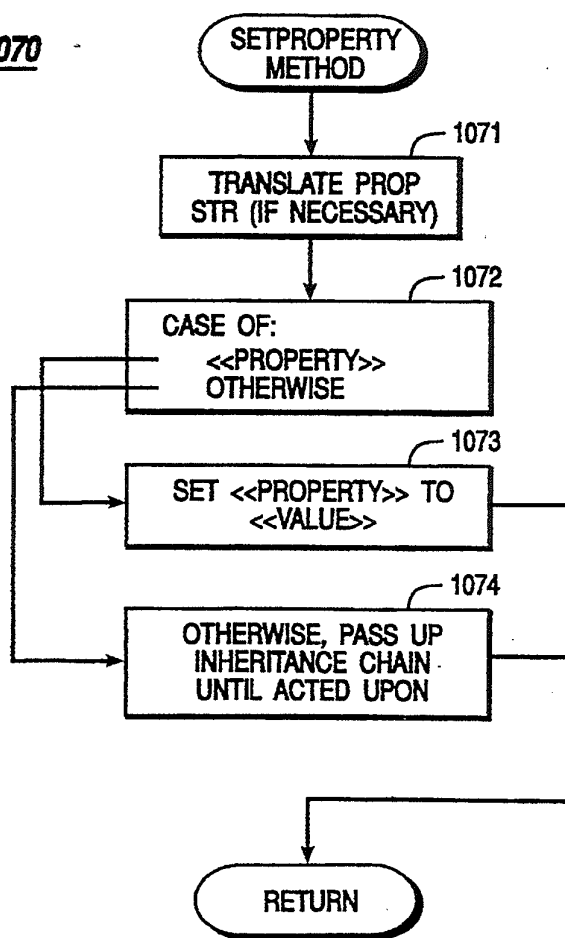 070
SETPROPERTY
METHOD
1071
TRANSLATE PROP
STR (IF NECESSARY)
1072
CASE OF:
<<PROPERTY>>
OTHERWISE
1073
SET <<PROPERTY>> TO
<<VALUE>>
1074
OTHERWISE, PASS UP
INHERITANCE CHAIN
UNTIL ACTED UPON
RETURN